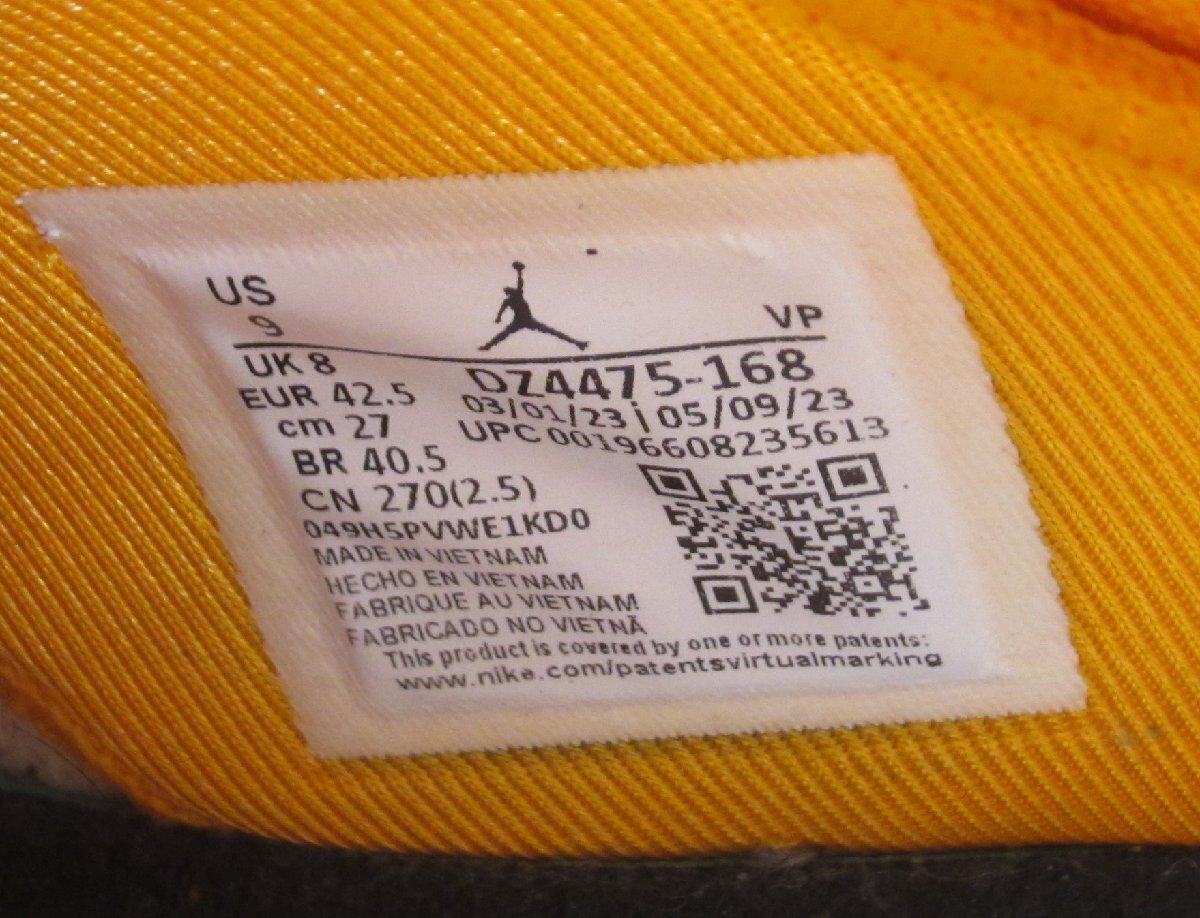 US
9
VP
UK 8
DZ4475-168
EUR 42.5
03/01/23 | 05/09/23
cm 27
UPC 00196608235613
BR 40.5
CN 270(2.5)
049H5PVWE1KD0
MADE IN VIETNAM
HECHO EN VIETNAM
FABRIQUE AU VIETNAM
FABRICADO NO VIETNÃ
This product is covered by one or more patents:
www.nike.com/patentsvirtualmarking